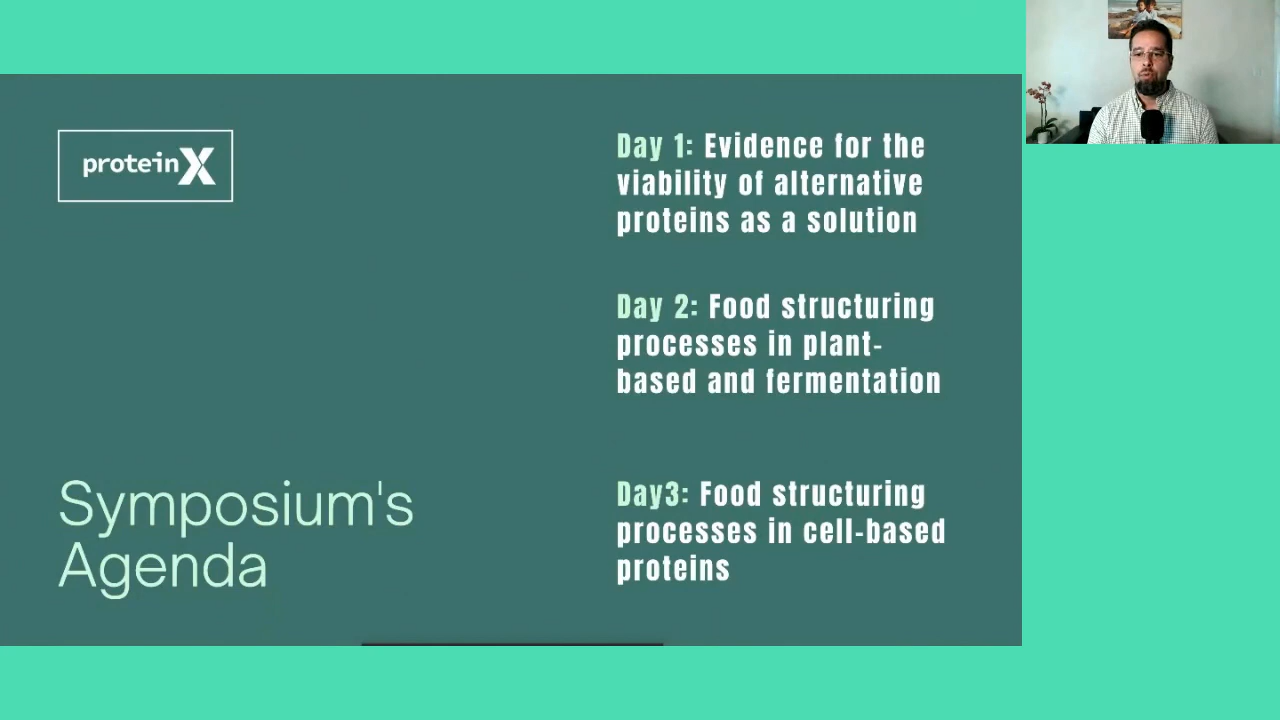 proteinX
Day 1: Evidence for the
viability of alternative
proteins as a solution
Day 2: Food structuring
processes in plant-
based and fermentation
Day3: Food structuring
processes in cell-based
proteins
Symposium's
Agenda